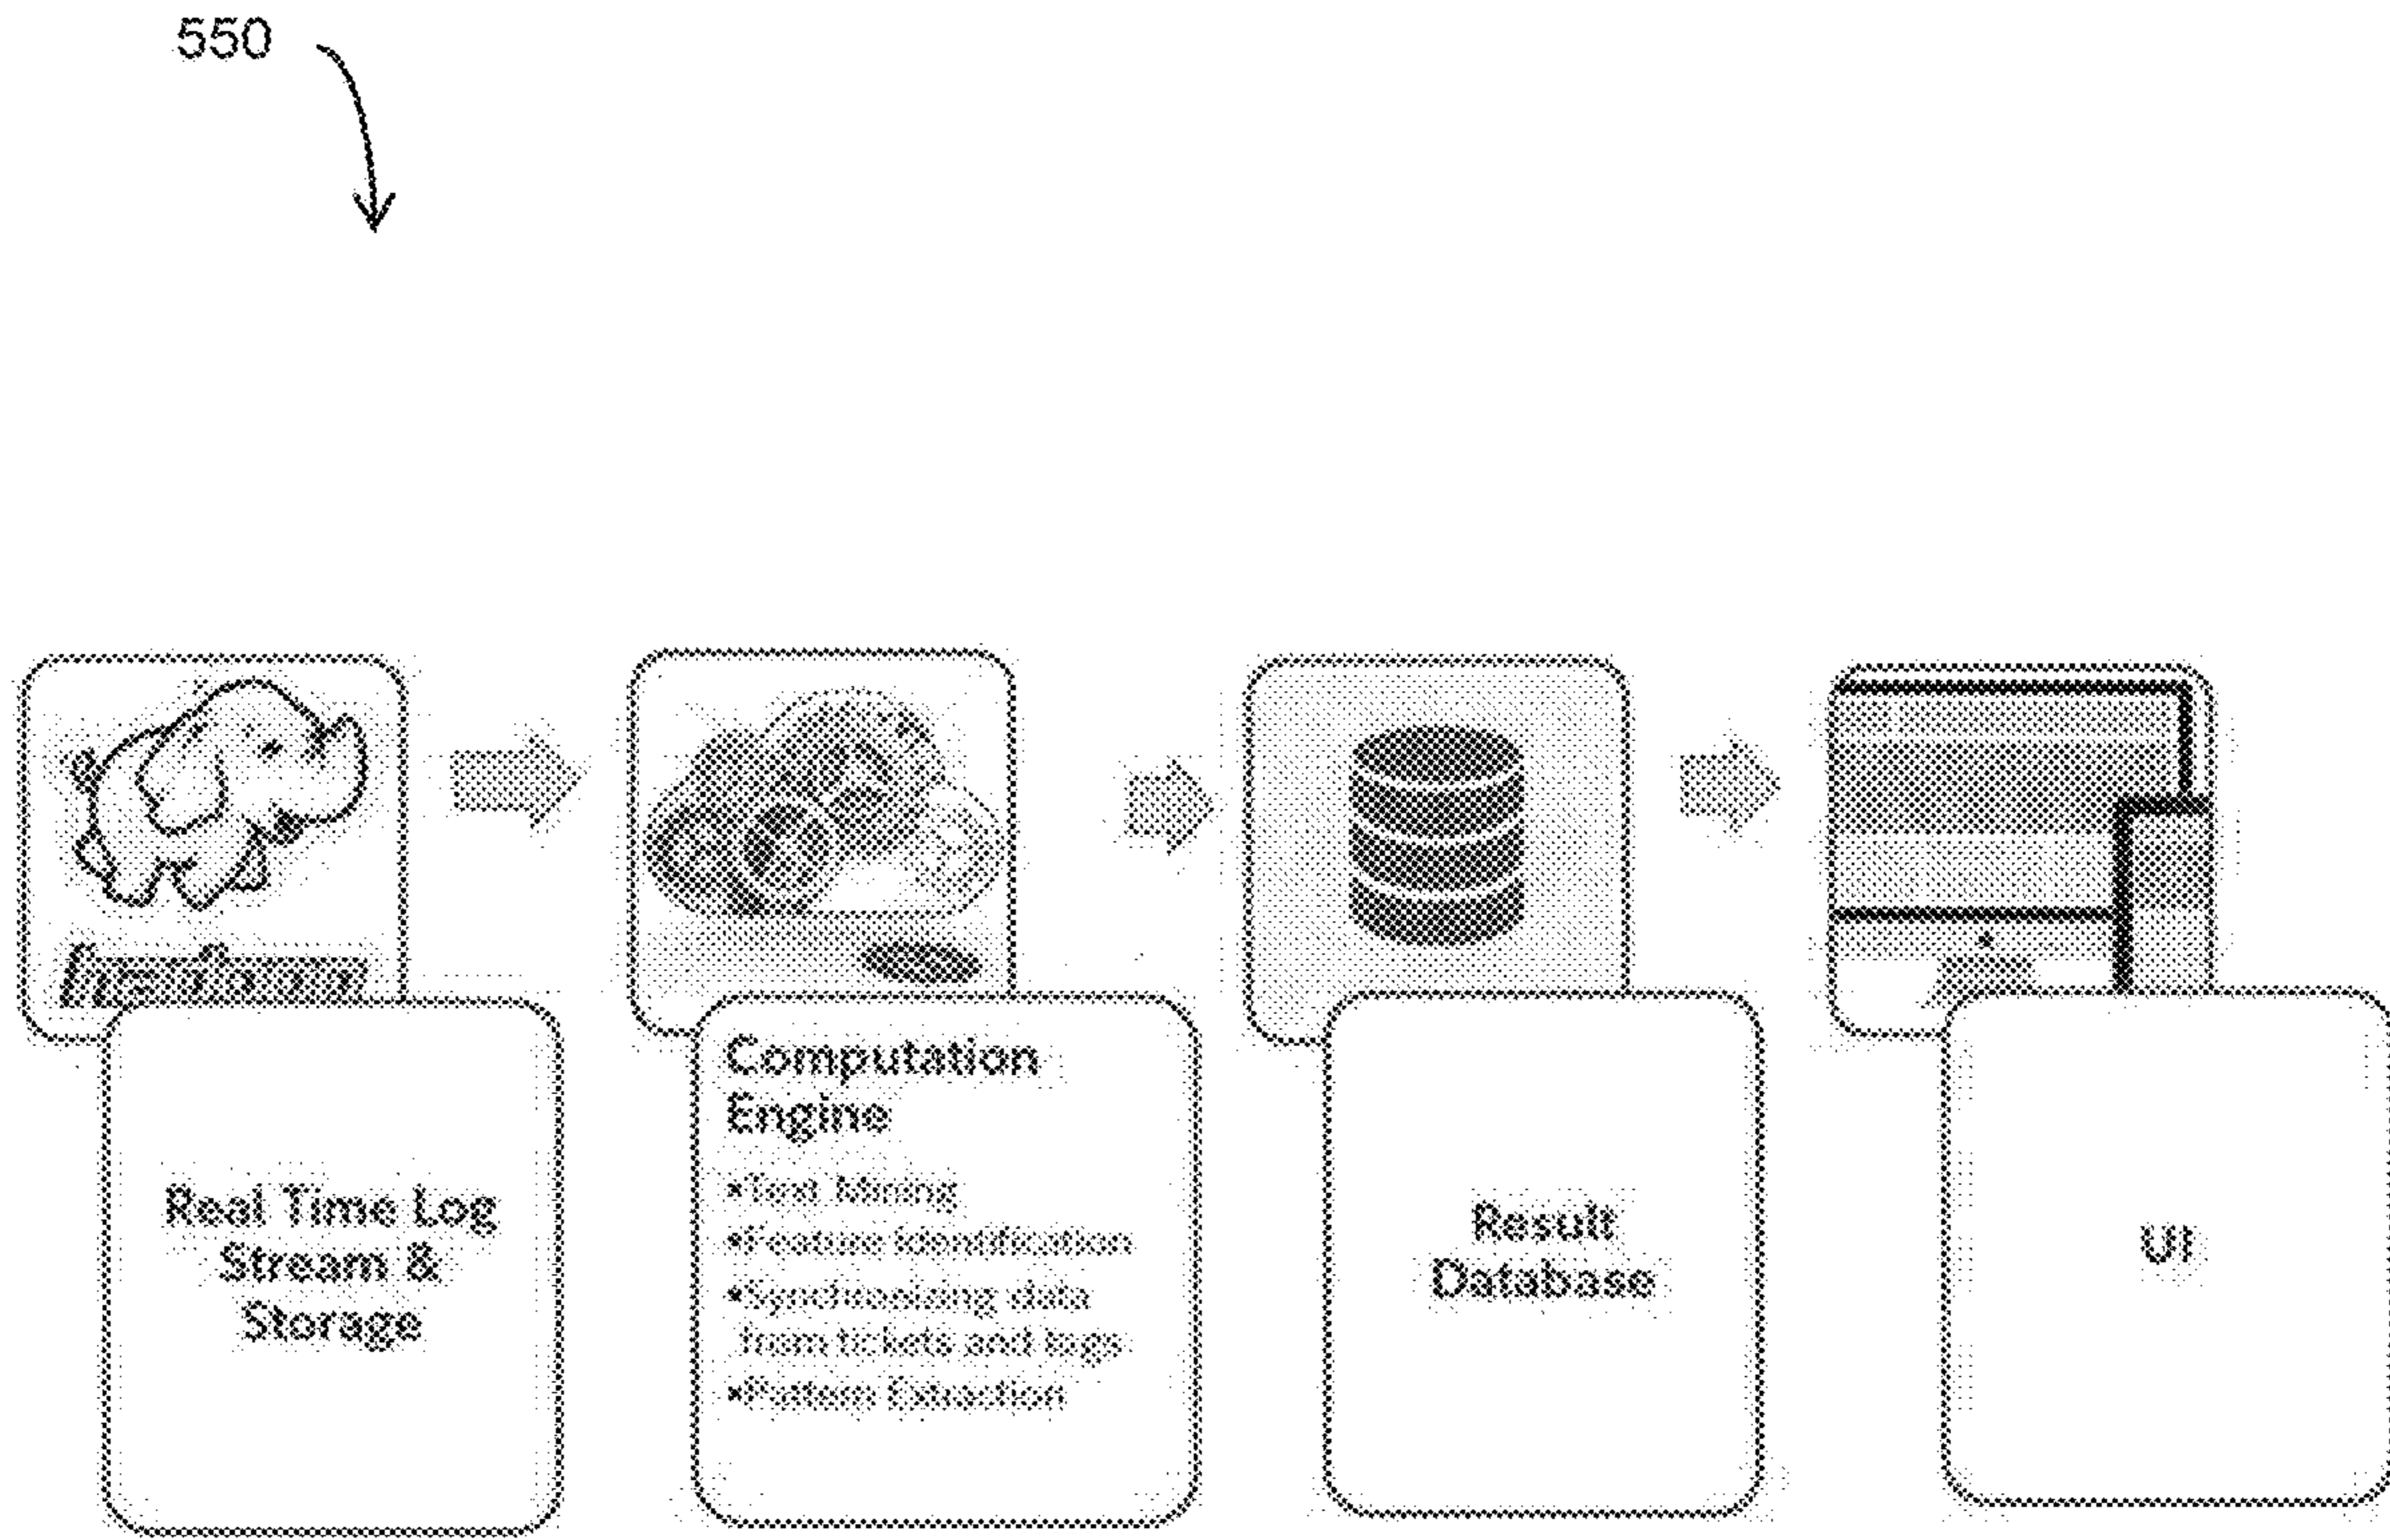 550
Real Time Log
Stream &
Storage
Computation
Engine
•Text Mining
•Feature Identification
•Synchronizing data
from tickets and logs
•Pattern Extraction
Result
Database
UI